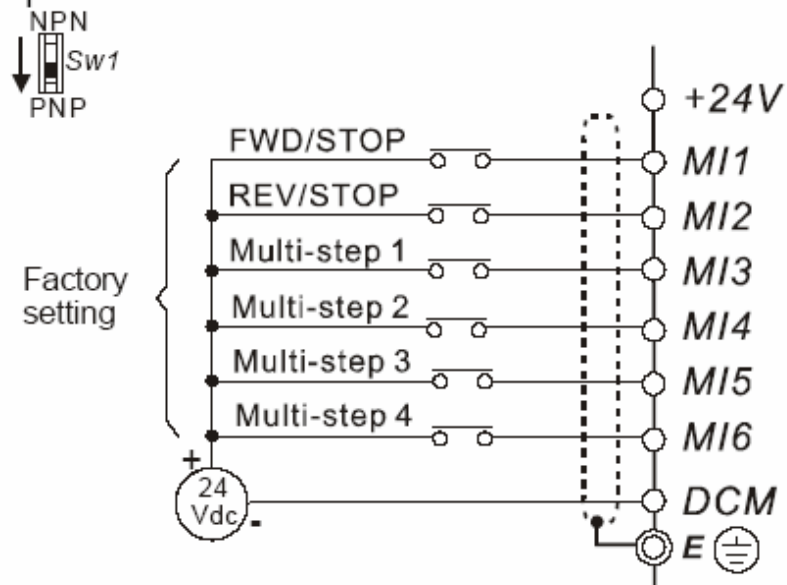 NPN
Sw1
PNP
+24V
FWD/STOP
MI1
REV/STOP
MI2
Multi-step 1
MI3
Factory
setting
Multi-step 2
MI4
Multi-step 3
MI5
Multi-step 4
MI6
+
24
Vdc
-
DCM
E